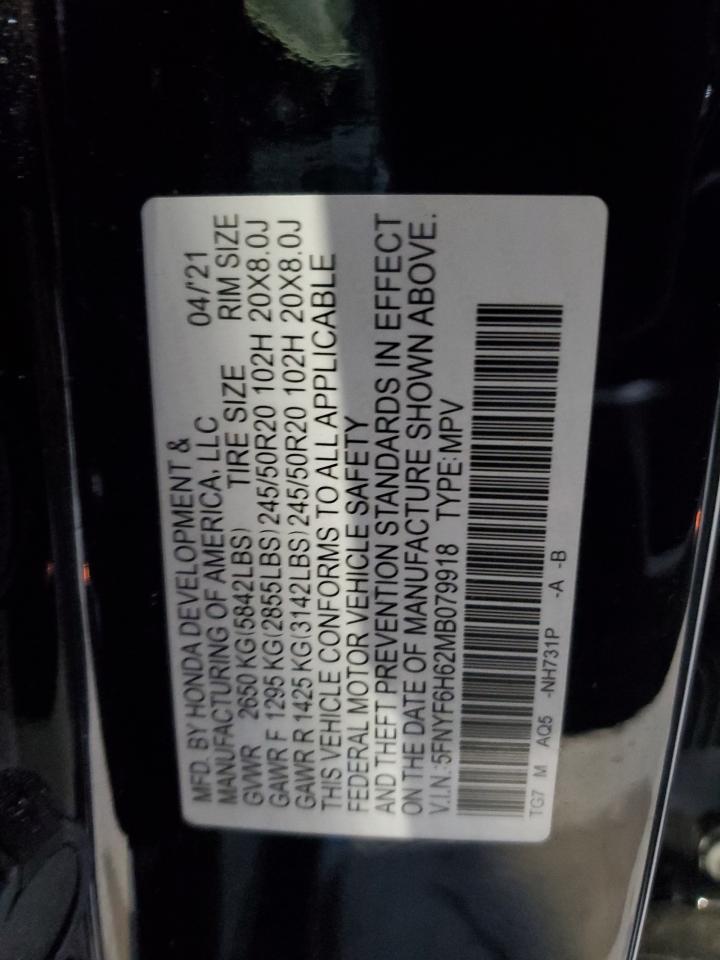 MFD. BY HONDA DEVELOPMENT &
MANUFACTURING OF AMERICA, LLC 04/'21
GVWR 2650 KG(5842LBS) TIRE SIZE RIM SIZE
GAWR F 1295 KG(2855LBS) 245/50R20 102H 20X8.0J
GAWR R 1425 KG(3142LBS) 245/50R20 102H 20X8.0J
THIS VEHICLE CONFORMS TO ALL APPLICABLE
FEDERAL MOTOR VEHICLE SAFETY
AND THEFT PREVENTION STANDARDS IN EFFECT
ON THE DATE OF MANUFACTURE SHOWN ABOVE.
V.I.N.:5FNYF6H62MB079918 TYPE:MPV
TG7 M AQ5 -NH731P -A -B